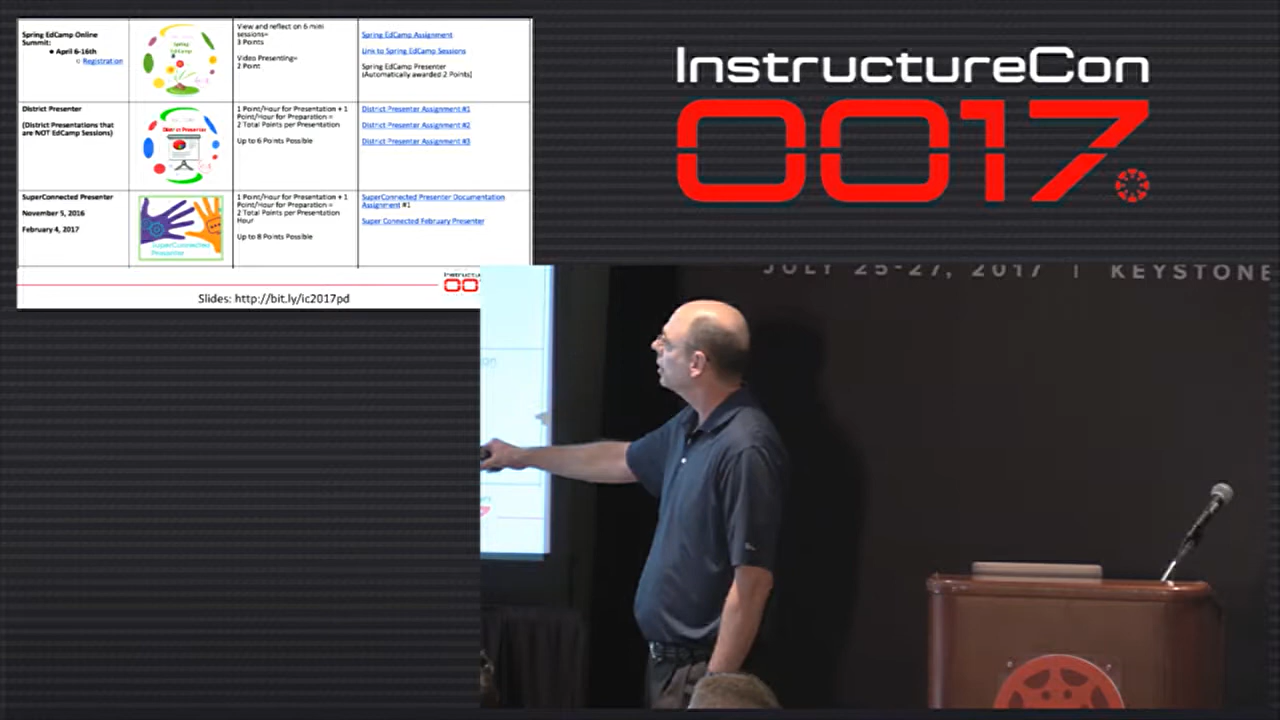 Spring EdCamp Online
Summit:
April 6-16th
Registration
Spring
EdCamp
View and reflect on 6 mini
sessions=
3 Points
Video Presenting=
2 Point
Spring EdCamp Assignment
Link to Spring EdCamp Sessions
Spring EdCamp Presenter
(Automatically awarded 2 Points)
District Presenter
(District Presentations that
are NOT EdCamp Sessions)
District Presenter
1 Point/Hour for Presentation + 1
Point/Hour for Preparation =
2 Total Points per Presentation
Up to 6 Points Possible
District Presenter Assignment #1
District Presenter Assignment #2
District Presenter Assignment #3
SuperConnected Presenter
November 5, 2016
February 4, 2017
SuperConnected
Presenter
1 Point/Hour for Presentation + 1
Point/Hour for Preparation =
2 Total Points per Presentation
Hour
Up to 8 Points Possible
SuperConnected Presenter Documentation
Assignment #1
Super Connected February Presenter
Slides: http://bit.ly/ic2017pd
InstructureCon
0017
JULY 25-27, 2017 | KEYSTONE